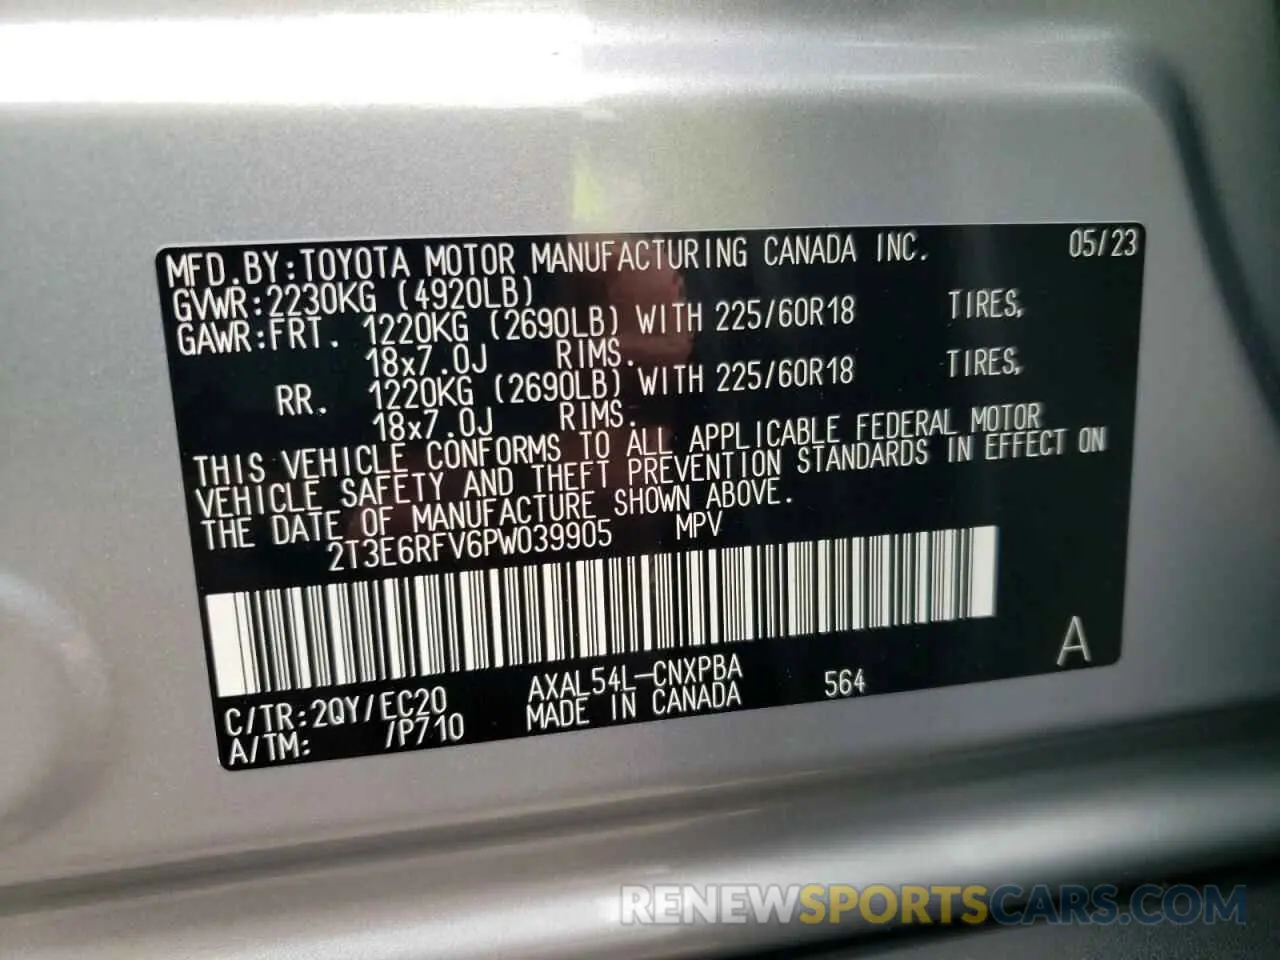 MFD.BY:TOYOTA MOTOR MANUFACTURING CANADA INC. 05/23
GVWR:2230KG (4920LB)
GAWR:FRT. 1220KG (2690LB) WITH 225/60R18 TIRES,
18x7.0J RIMS.
RR. 1220KG (2690LB) WITH 225/60R18 TIRES,
18x7.0J RIMS.
THIS VEHICLE CONFORMS TO ALL APPLICABLE FEDERAL MOTOR
VEHICLE SAFETY AND THEFT PREVENTION STANDARDS IN EFFECT ON
THE DATE OF MANUFACTURE SHOWN ABOVE.
2T3E6RFV6PW039905 MPV
A
C/TR:2QY/EC20 AXAL54L-CNXPBA 564
A/TM: /P710 MADE IN CANADA
RENEWSPORTSCARS.COM